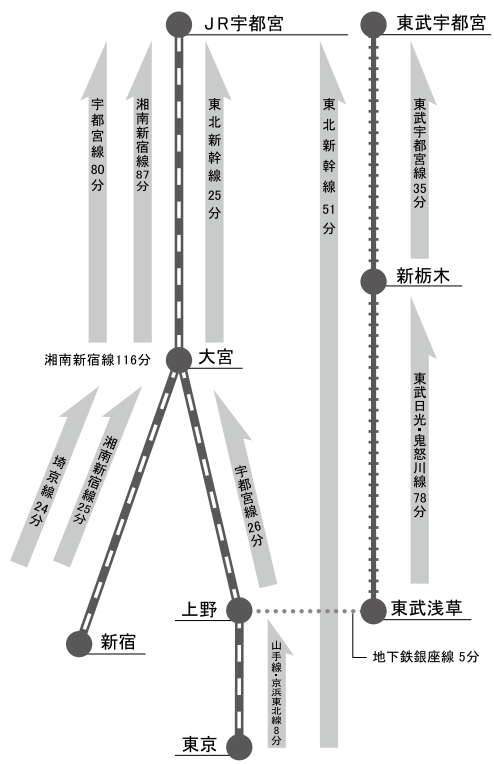 JR宇都宮
東武宇都宮
宇都宮線80分
湘南新宿線87分
東北新幹線25分
東北新幹線 51分
東武宇都宮線35分
新栃木
湘南新宿線116分
大宮
東武日光・鬼怒川線78分
埼京線24分
湘南新宿線25分
宇都宮線26分
上野
東武浅草
新宿
山手線・京浜東北線8分
地下鉄銀座線 5分
東京